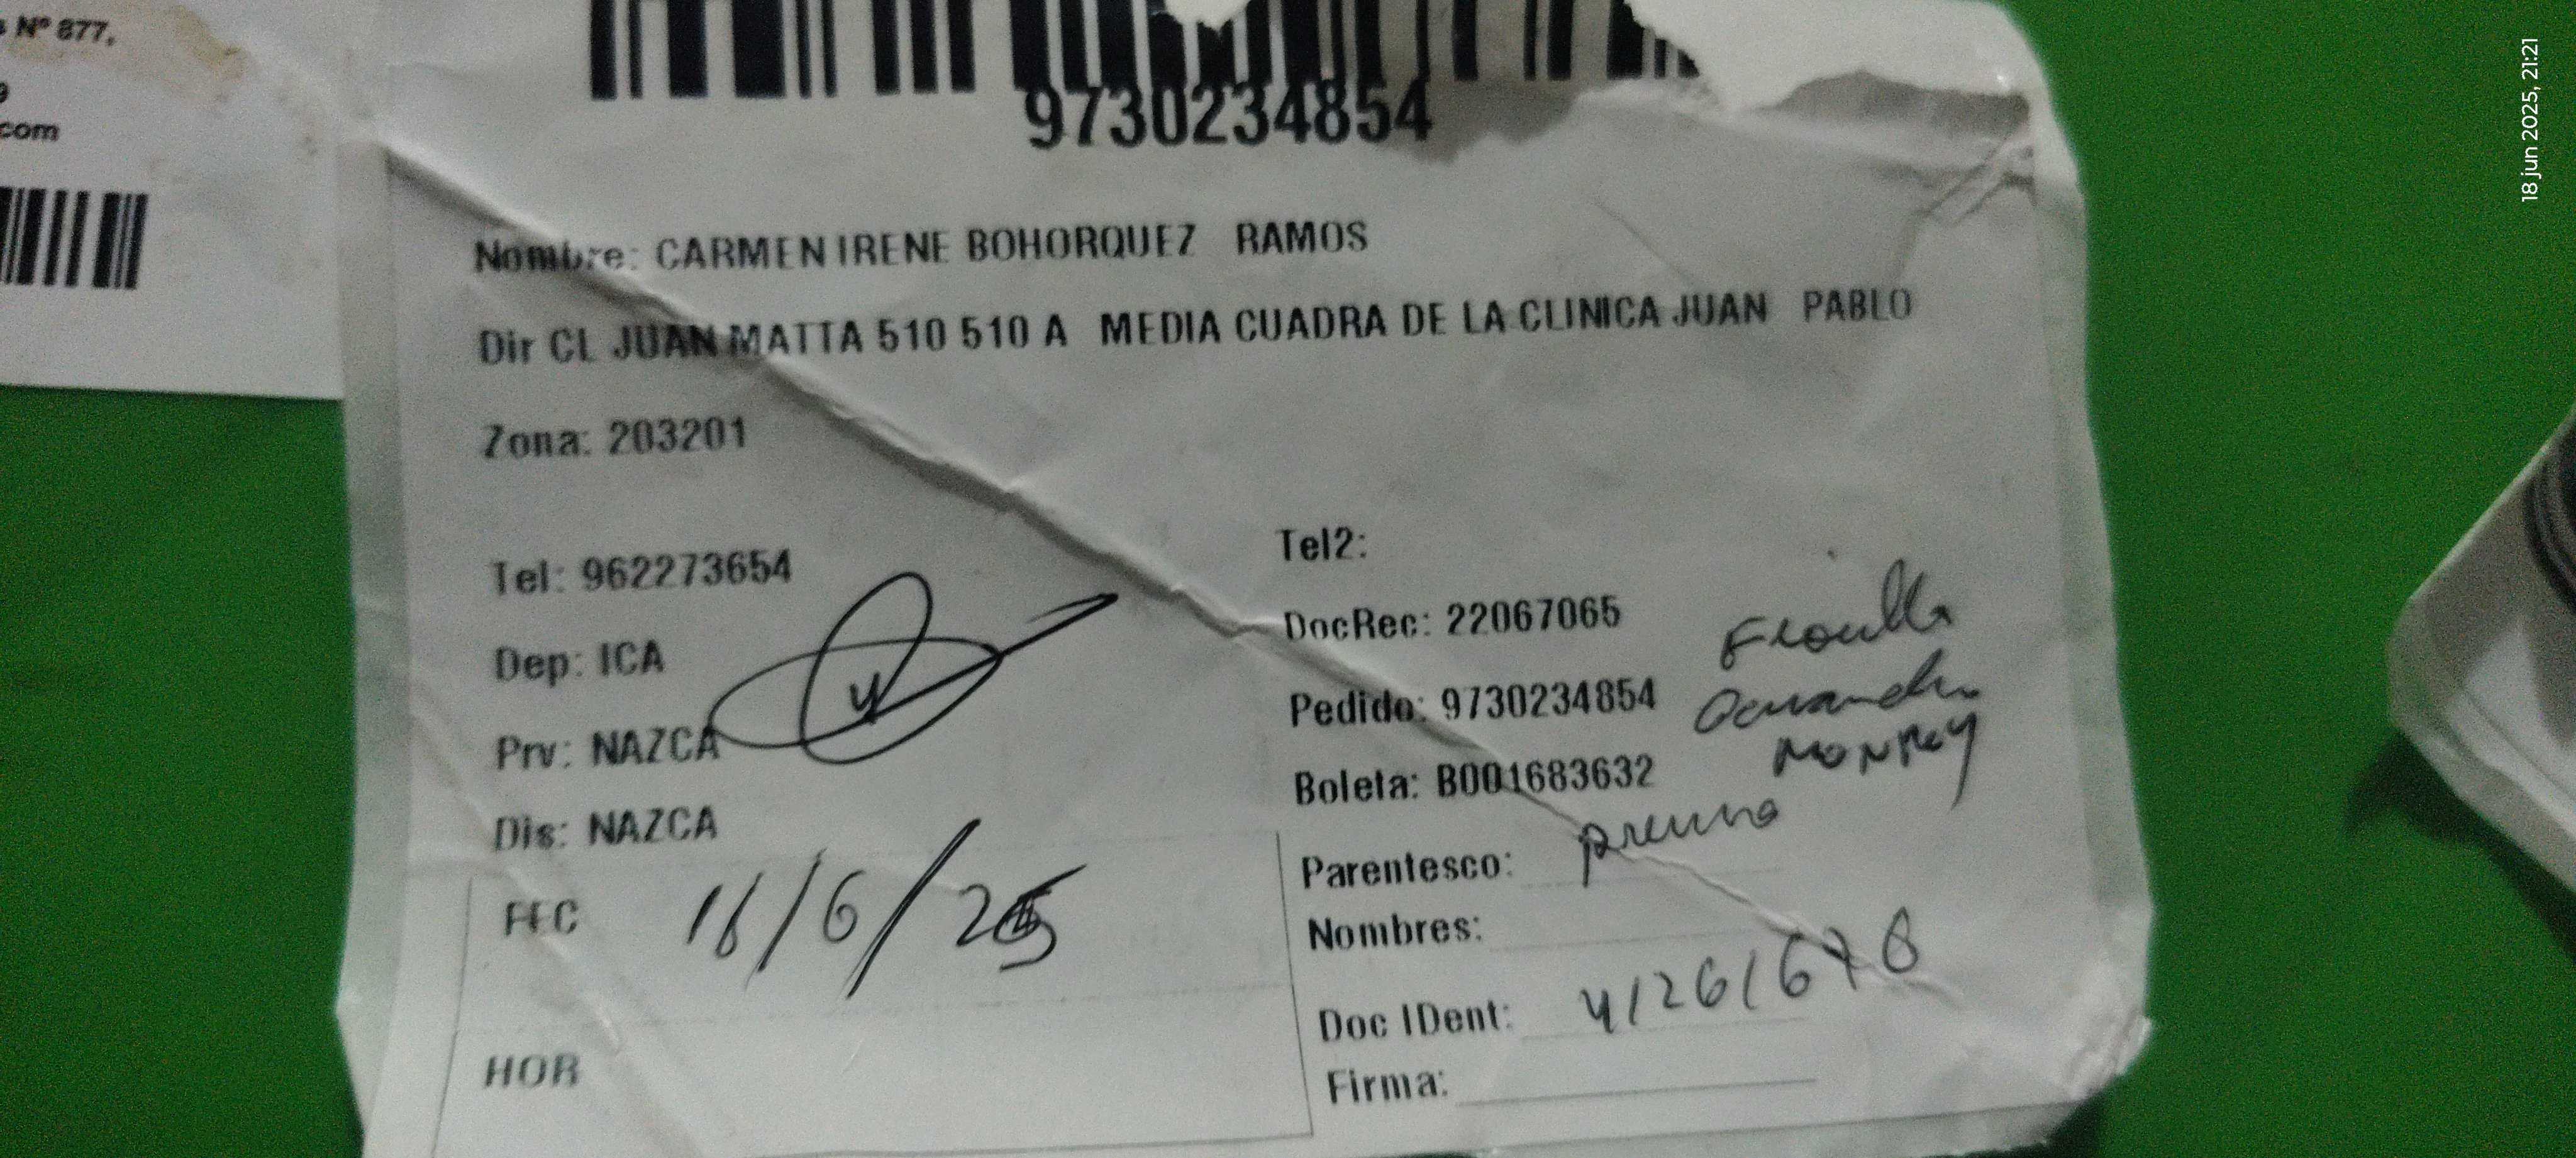 Nº 877,
com
9730234854
Nombre: CARMEN IRENE BOHORQUEZ RAMOS
Dir CL JUAN MATTA 510 510 A MEDIA CUADRA DE LA CLINICA JUAN PABLO
Zona: 203201
Tel: 962273654
Tel2:
DocRec: 22067065
Dep: ICA
Pedido: 9730234854
Prv: NAZCA
Boleta: B001683632
Dis: NAZCA
Parentesco:
FEC /6/25
Nombres:
Doc IDent:
HOR
Firma:
18 jun 2025, 21:21